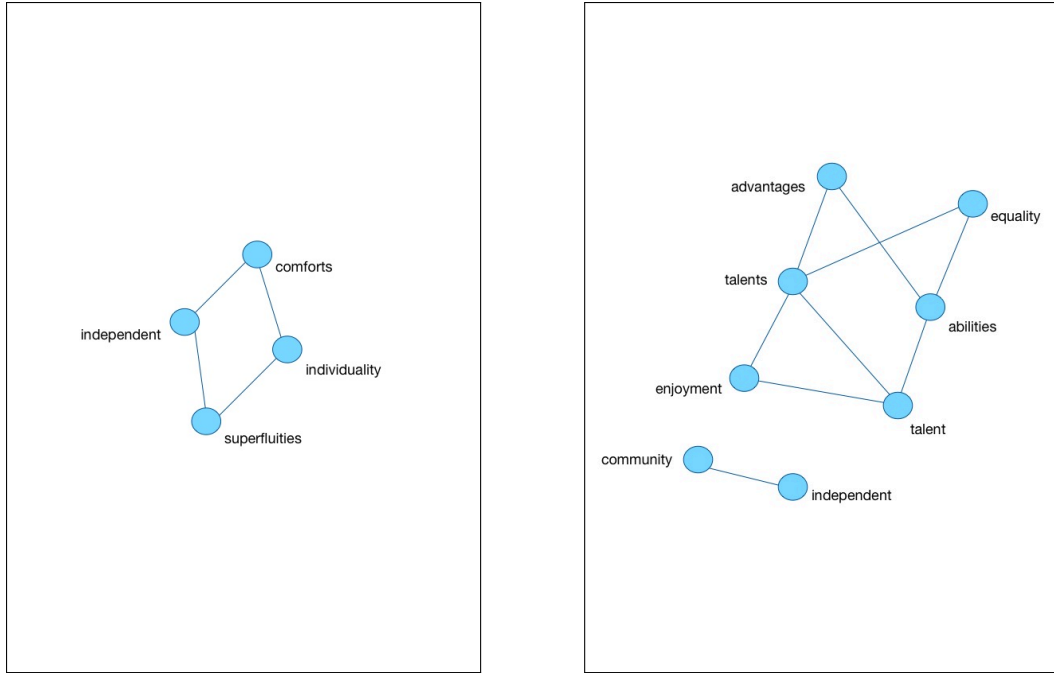 comforts
independent
individuality
superfluities
advantages
equality
talents
abilities
enjoyment
talent
community
independent